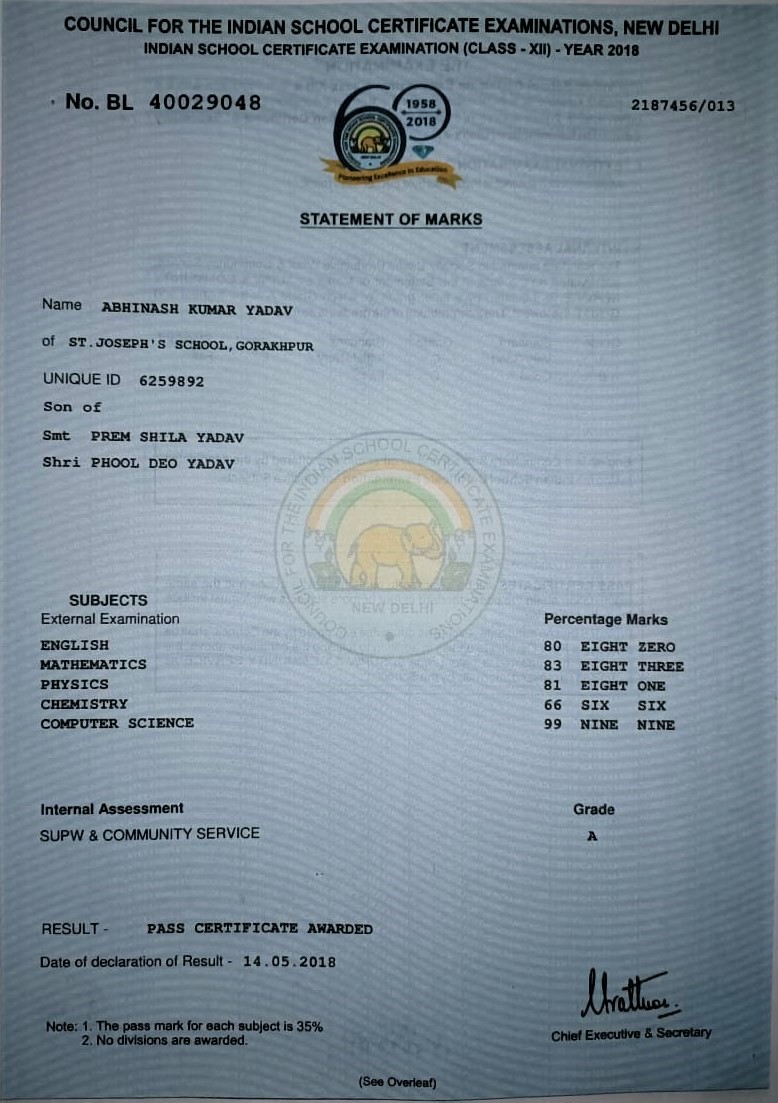 COUNCIL FOR THE INDIAN SCHOOL CERTIFICATE EXAMINATIONS, NEW DELHI
INDIAN SCHOOL CERTIFICATE EXAMINATION (CLASS - XII) - YEAR 2018
No. BL 40029048
2187456/013
1958
2018
Pioneering Excellence in Education
STATEMENT OF MARKS
Name ABHINASH KUMAR YADAV
of ST.JOSEPH'S SCHOOL,GORAKHPUR
UNIQUE ID 6259892
Son of
Smt PREM SHILA YADAV
Shri PHOOL DEO YADAV
COUNCIL FOR THE INDIAN SCHOOL CERTIFICATE EXAMINATIONS
NEW DELHI
SUBJECTS
External Examination Percentage Marks
ENGLISH 80 EIGHT ZERO
MATHEMATICS 83 EIGHT THREE
PHYSICS 81 EIGHT ONE
CHEMISTRY 66 SIX SIX
COMPUTER SCIENCE 99 NINE NINE
Internal Assessment Grade
SUPW & COMMUNITY SERVICE A
RESULT - PASS CERTIFICATE AWARDED
Date of declaration of Result - 14.05.2018
Chief Executive & Secretary
Note: 1. The pass mark for each subject is 35%
2. No divisions are awarded.
(See Overleaf)